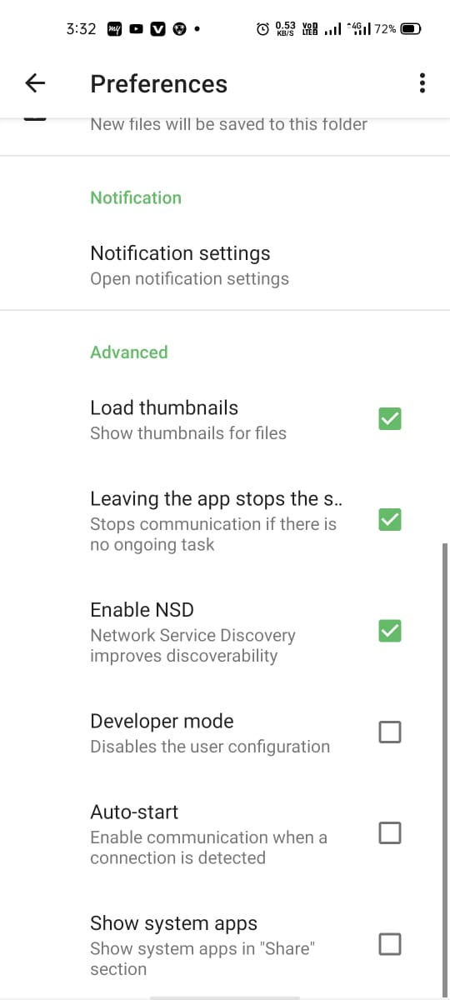 3:32 my V 0.53 KB/S VoD LTE 4G 72%
Preferences
New files will be saved to this folder
Notification
Notification settings
Open notification settings
Advanced
Load thumbnails
Show thumbnails for files
Leaving the app stops the s..
Stops communication if there is
no ongoing task
Enable NSD
Network Service Discovery
improves discoverability
Developer mode
Disables the user configuration
Auto-start
Enable communication when a
connection is detected
Show system apps
Show system apps in "Share"
section